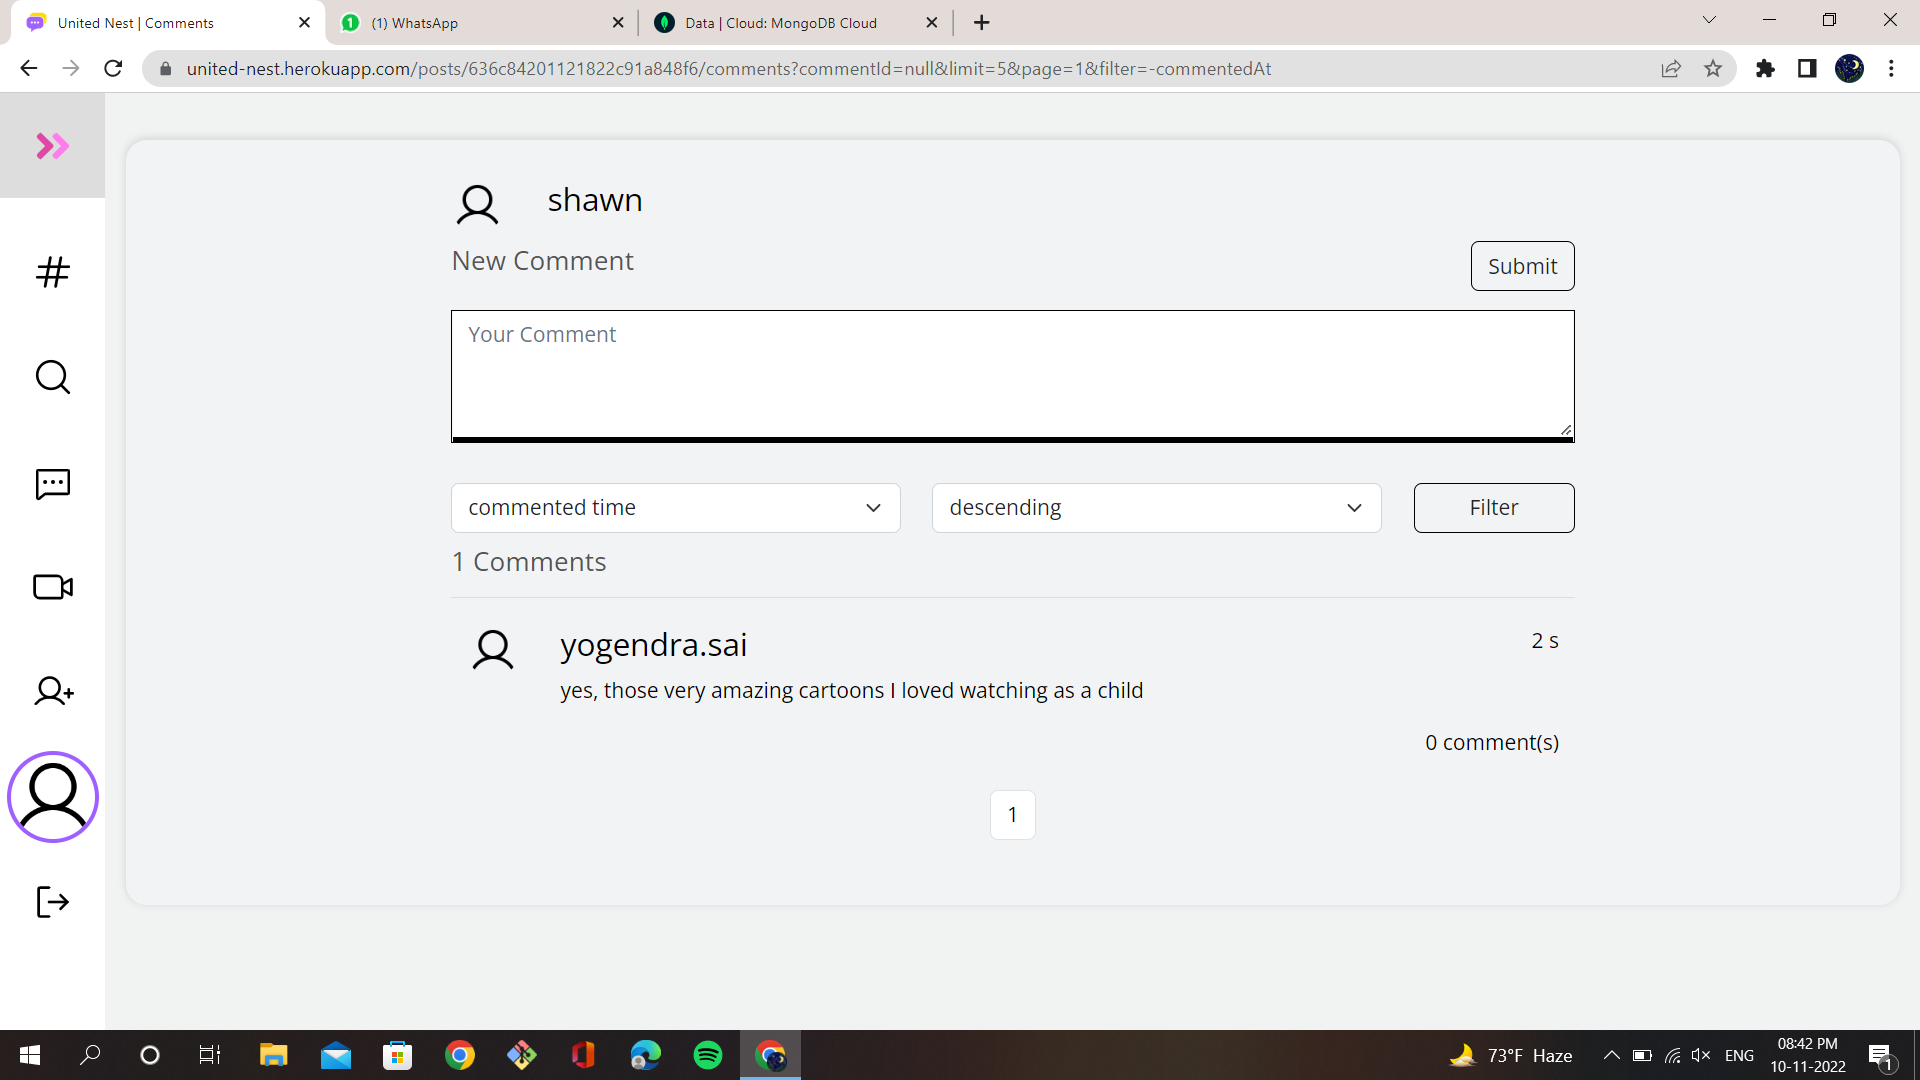 United Nest | Comments
(1) WhatsApp
Data | Cloud: MongoDB Cloud
united-nest.herokuapp.com/posts/636c84201121822c91a848f6/comments?commentId=null&limit=5&page=1&filter=-commentedAt
shawn
New Comment
Submit
Your Comment
commented time
descending
Filter
1 Comments
yogendra.sai
2 s
yes, those very amazing cartoons I loved watching as a child
0 comment(s)
1
73°F Haze
ENG
08:42 PM
10-11-2022
1